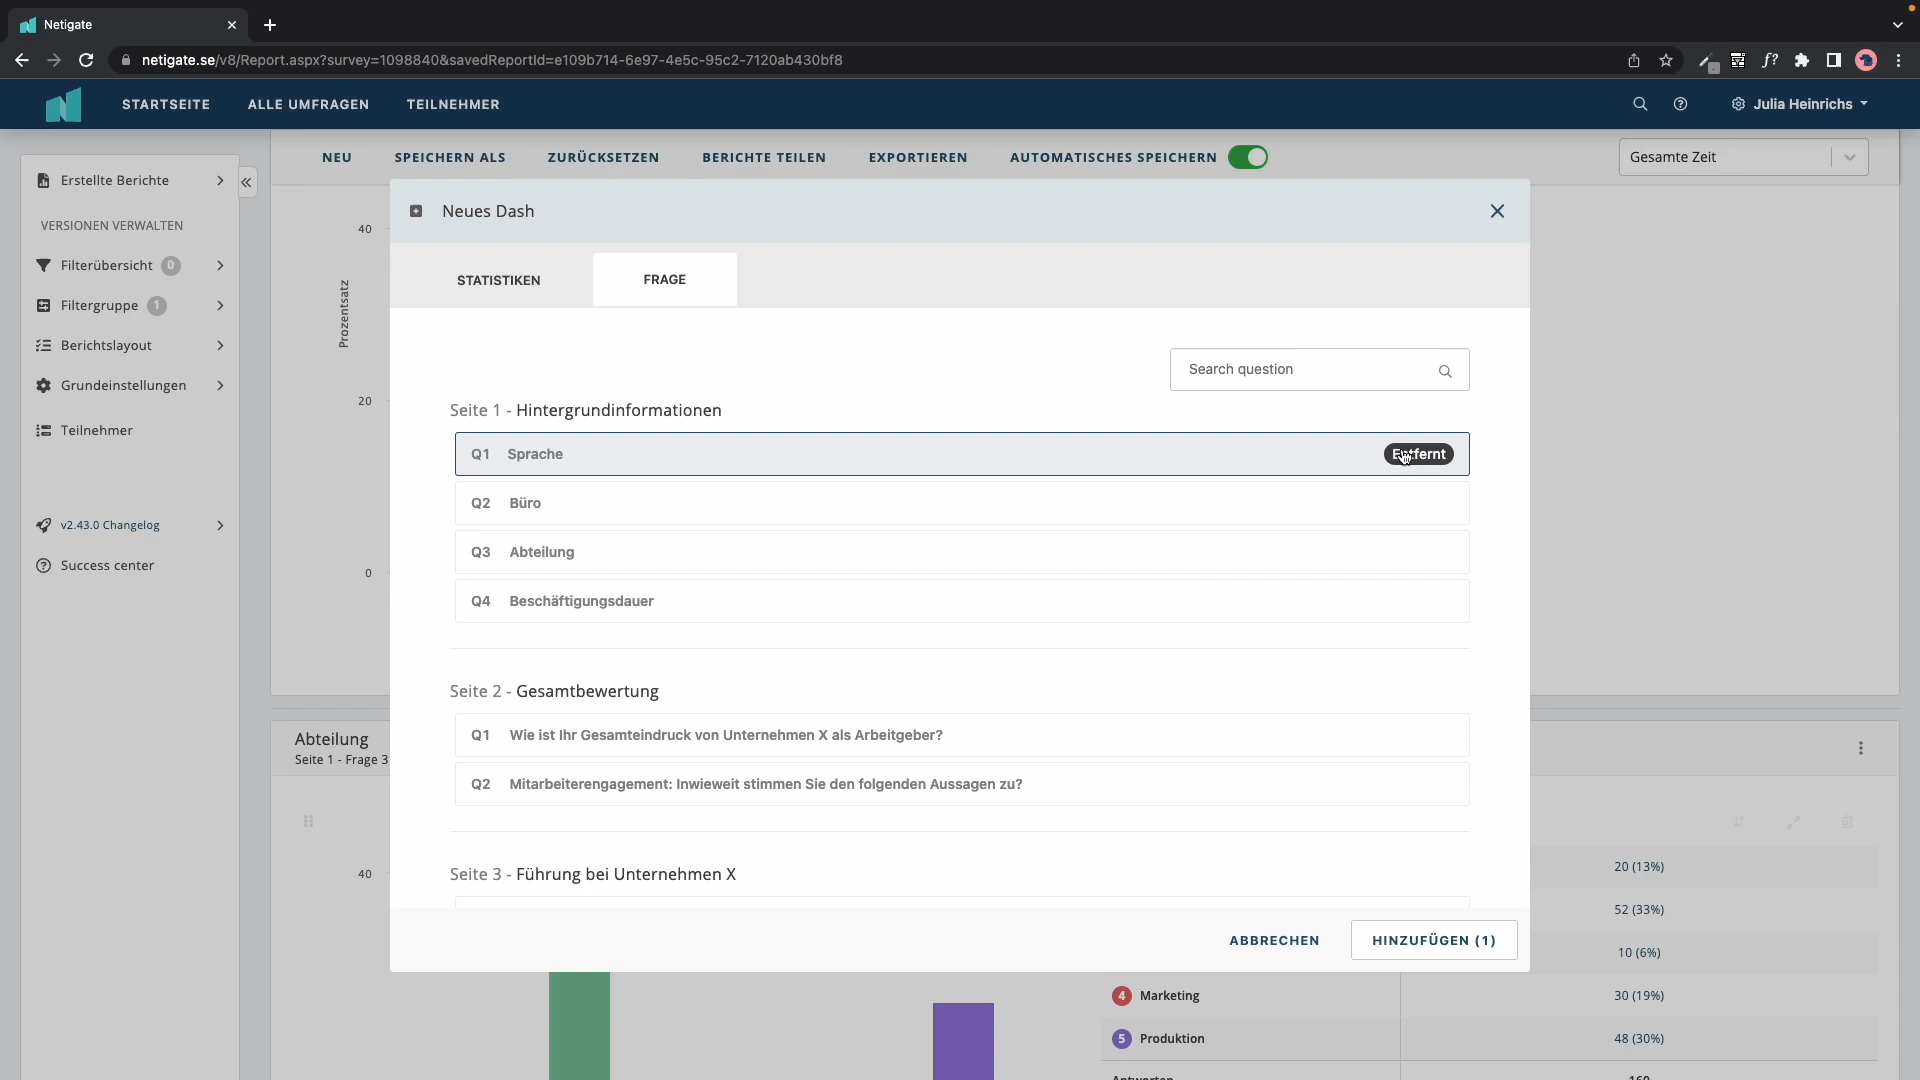 Netigate
netigate.se/v8/Report.aspx?survey=1098840&savedReportId=e109b714-6e97-4e5c-95c2-7120ab430bf8
STARTSEITE
ALLE UMFRAGEN
TEILNEHMER
Julia Heinrichs
NEU
SPEICHERN ALS
ZURÜCKSETZEN
BERICHTE TEILEN
EXPORTIEREN
AUTOMATISCHES SPEICHERN
Gesamte Zeit
Erstellte Berichte
VERSIONEN VERWALTEN
Filterübersicht 0
Filtergruppe 1
Berichtslayout
Grundeinstellungen
Teilnehmer
v2.43.0 Changelog
Success center
40
Prozentsatz
20
0
Neues Dash
STATISTIKEN
FRAGE
Search question
Seite 1 - Hintergrundinformationen
Q1 Sprache
Q2 Büro
Q3 Abteilung
Q4 Beschäftigungsdauer
Seite 2 - Gesamtbewertung
Q1 Wie ist Ihr Gesamteindruck von Unternehmen X als Arbeitgeber?
Q2 Mitarbeiterengagement: Inwieweit stimmen Sie den folgenden Aussagen zu?
Seite 3 - Führung bei Unternehmen X
ABBRECHEN
HINZUFÜGEN (1)
Abteilung
Seite 1 - Frage 3
40
20 (13%)
52 (33%)
10 (6%)
4 Marketing 30 (19%)
5 Produktion 48 (30%)